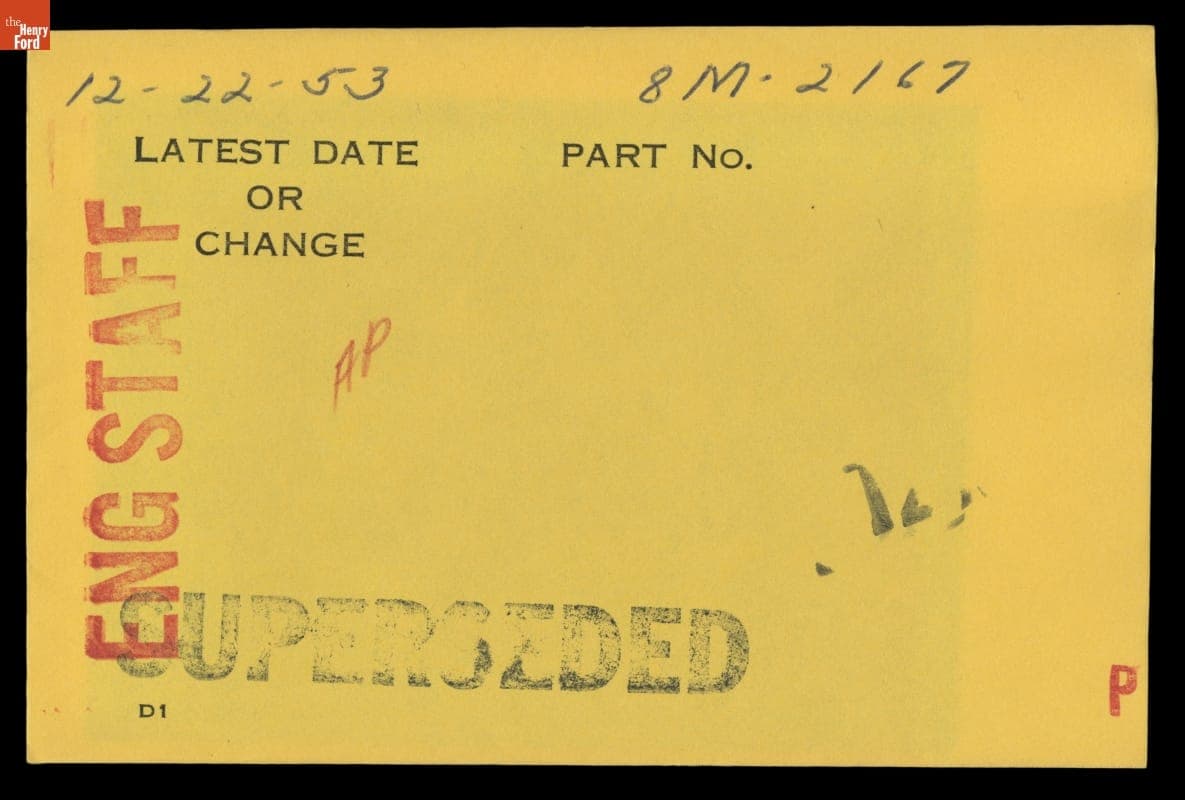 the
Henry
Ford
12-22-53 8M-2167
LATEST DATE PART NO.
OR
CHANGE
ENG STAFF
AP
SUPERSEDED
P
D1